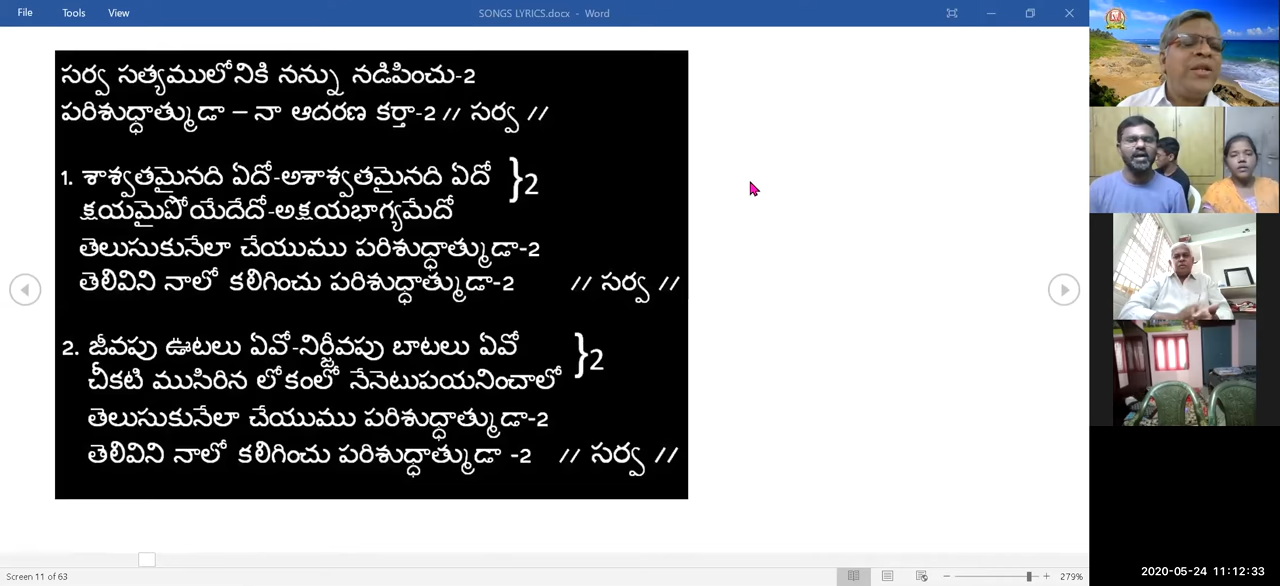 File Tools View SONGS LYRICS.docx - Word
సర్వ సత్యములోనికి నన్ను నడిపించు-2
పరిశుద్ధాత్ముడా – నా ఆదరణ కర్తా-2 // సర్వ //
1. శాశ్వతమైనది ఏదో-అశాశ్వతమైనది ఏదో }2
క్షయమైపోయేదేదో-అక్షయభాగ్యమేదో
తెలుసుకునేలా చేయుము పరిశుద్ధాత్ముడా-2
తెలివిని నాలో కలిగించు పరిశుద్ధాత్ముడా-2 // సర్వ //
2. జీవపు ఊటలు ఏవో-నిర్జీవపు బాటలు ఏవో }2
చీకటి ముసిరిన లోకంలో నేనెటుపయనించాలో
తెలుసుకునేలా చేయుము పరిశుద్ధాత్ముడా-2
తెలివిని నాలో కలిగించు పరిశుద్ధాత్ముడా -2 // సర్వ //
Screen 11 of 63 279%
2020-05-24 11:12:33